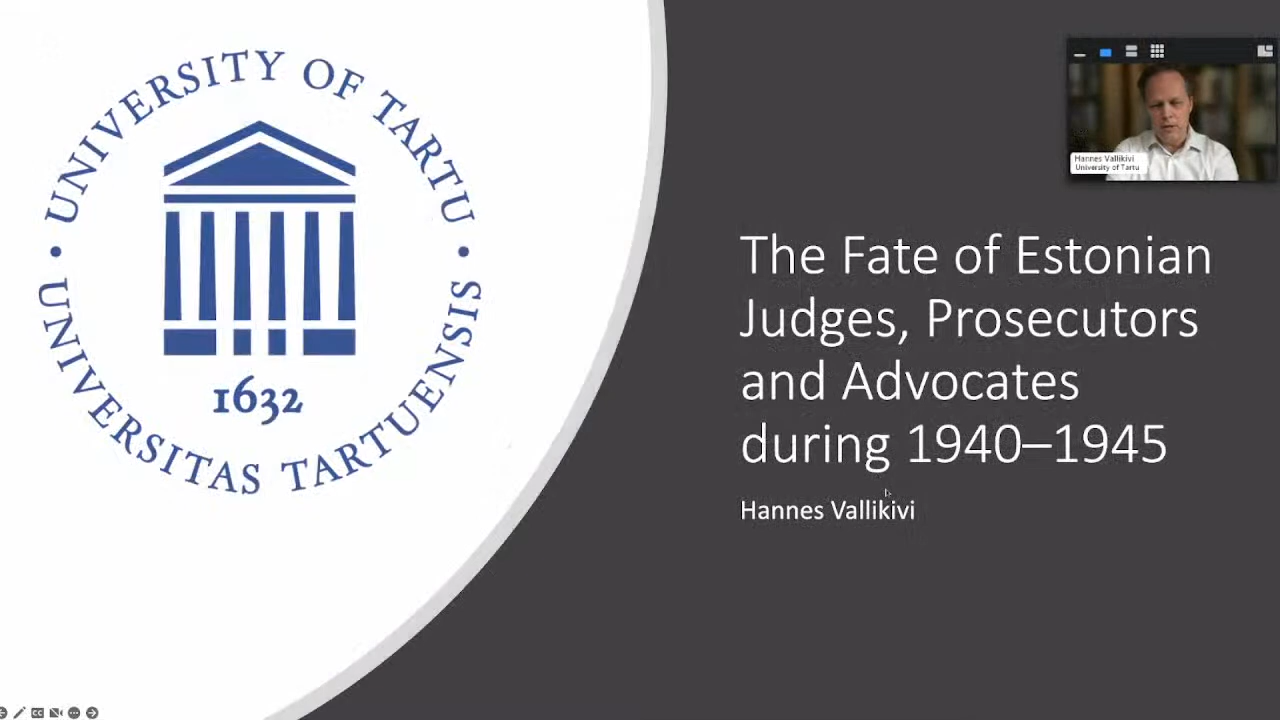 UNIVERSITY OF TARTU
UNIVERSITAS TARTUENSIS
1632
Hannes Vallikivi
University of Tartu
The Fate of Estonian
Judges, Prosecutors
and Advocates
during 1940–1945
Hannes Vallikivi
CC